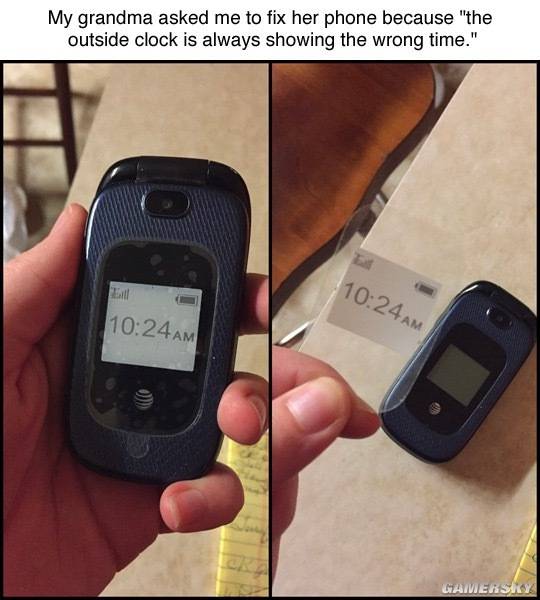 My grandma asked me to fix her phone because "the
outside clock is always showing the wrong time."
10:24AM
10:24AM
GAMERSKY